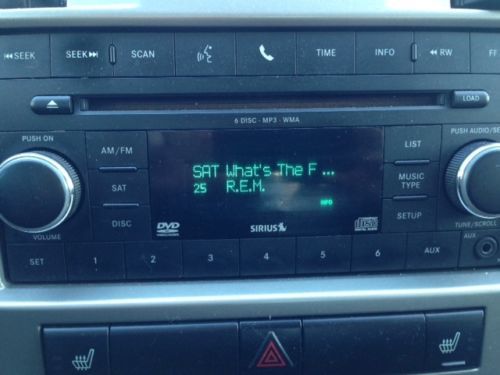 SEEK
SEEK
SCAN
TIME
INFO
RW
FF
LOAD
6 DISC · MP3 · WMA
PUSH ON
AM/FM
SAT
DISC
VOLUME
SAT What's The F ...
25 R.E.M.
INFO
DVD
SIRIUS
disc
LIST
MUSIC
TYPE
SETUP
PUSH AUDIO/SE
TUNE/SCROLL
AUX
SET
1
2
3
4
5
6
AUX